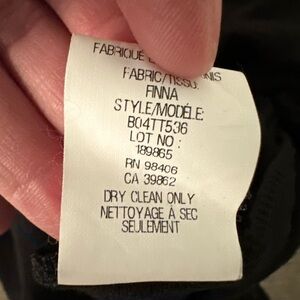 FABRIQUÉ
FABRIC/TISSU:
FINNA
STYLE/MODÈLE:
B04TT536
LOT NO :
189865
RN 98406
CA 39862
DRY CLEAN ONLY
NETTOYAGE A SEC
SEULEMENT